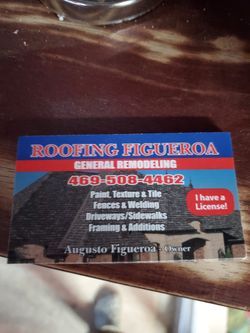 ROOFING FIGUEROA
GENERAL REMODELING
469-508-4462
Paint, Texture & Tile
Fences & Welding
Driveways/Sidewalks
Framing & Additions
I have a
License!
Augusto Figueroa - Owner